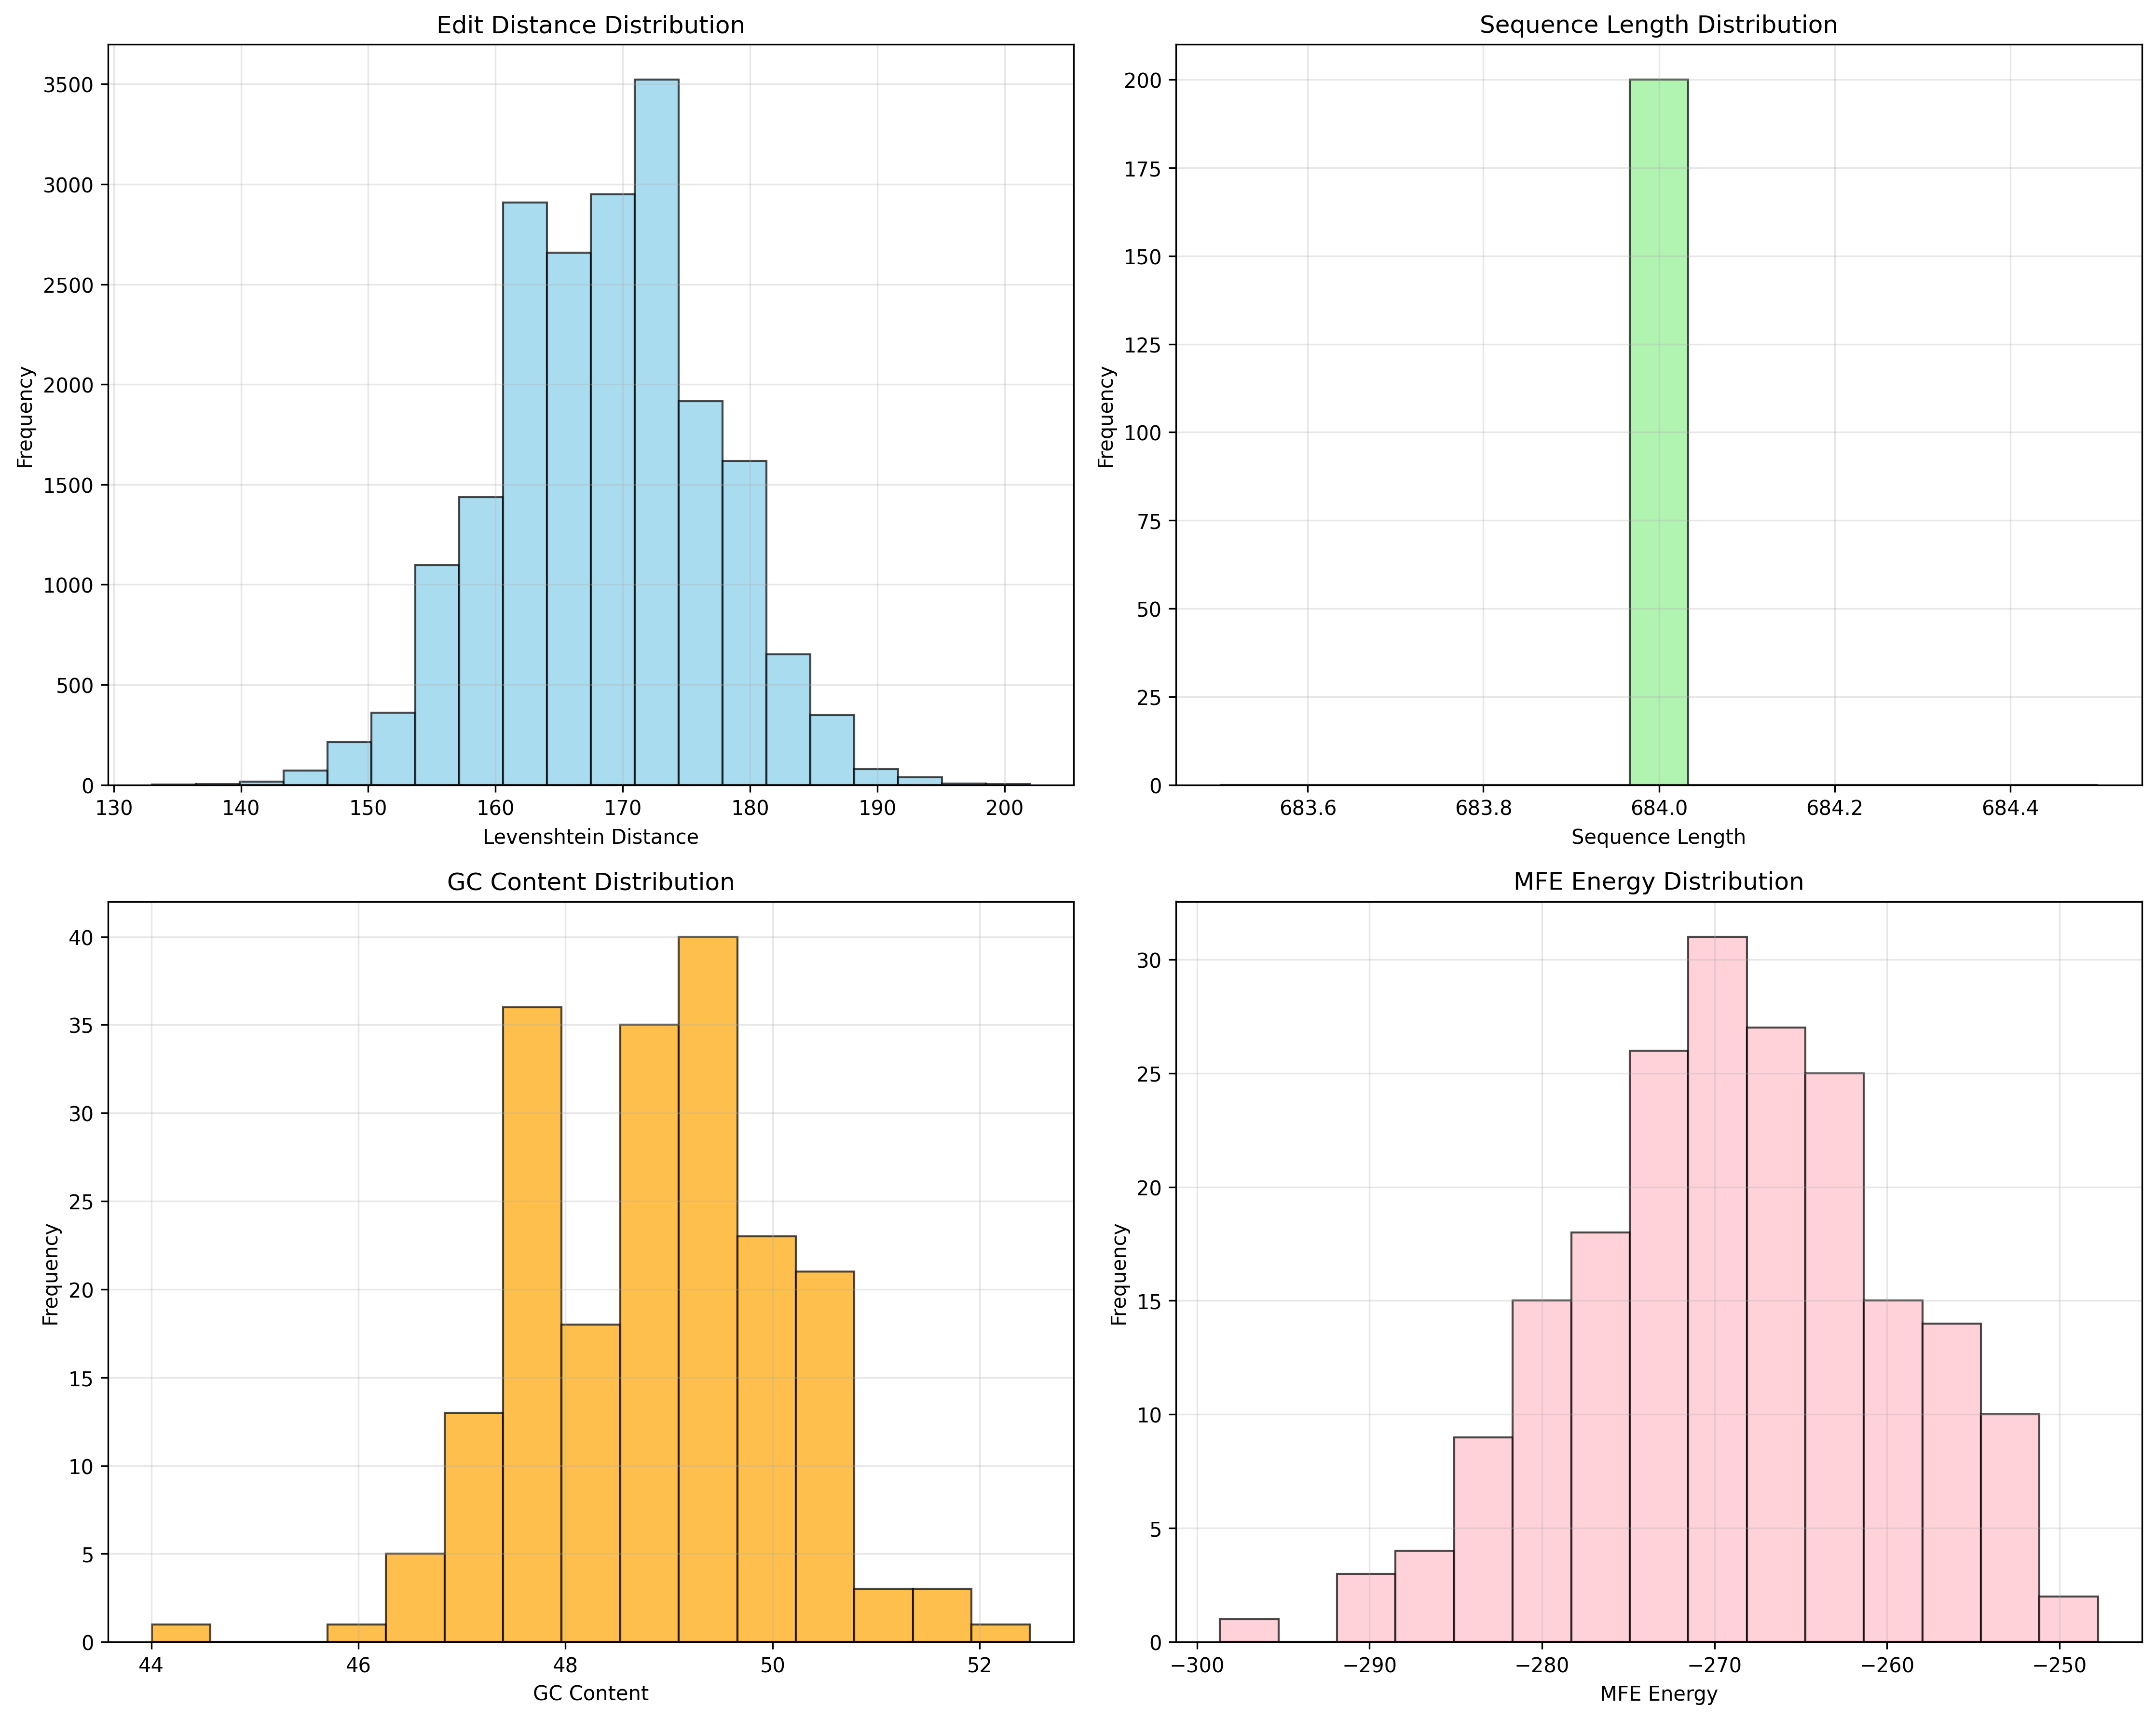 Edit Distance Distribution
3500
3000
2500
2000
1500
1000
500
0
Frequency
130 140 150 160 170 180 190 200
Levenshtein Distance
Sequence Length Distribution
200
175
150
125
100
75
50
25
0
Frequency
683.6 683.8 684.0 684.2 684.4
Sequence Length
GC Content Distribution
40
35
30
25
20
15
10
5
0
Frequency
44 46 48 50 52
GC Content
MFE Energy Distribution
30
25
20
15
10
5
0
Frequency
−300 −290 −280 −270 −260 −250
MFE Energy